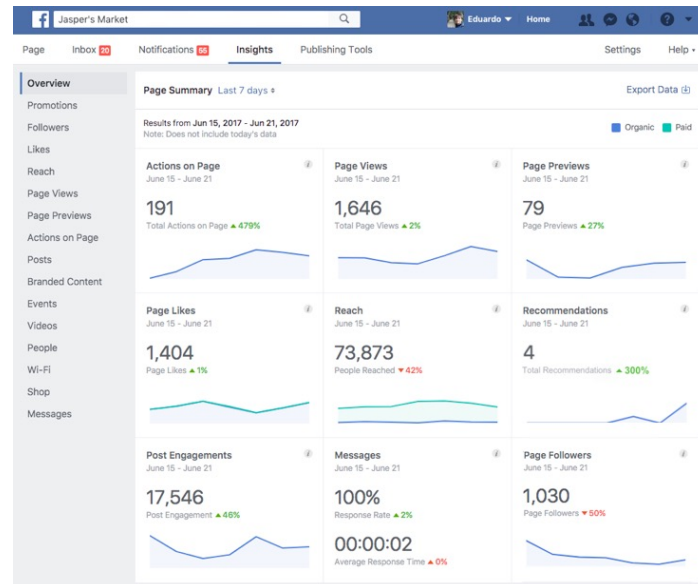 f Jasper's Market Eduardo Home
Page Inbox 20 Notifications 55 Insights Publishing Tools Settings Help
Overview
Promotions
Followers
Likes
Reach
Page Views
Page Previews
Actions on Page
Posts
Branded Content
Events
Videos
People
Wi-Fi
Shop
Messages
Page Summary Last 7 days Export Data
Results from Jun 15, 2017 - Jun 21, 2017
Note: Does not include today's data
Organic Paid
Actions on Page
June 15 - June 21
191
Total Actions on Page ▲ 479%
Page Views
June 15 - June 21
1,646
Total Page Views ▲ 2%
Page Previews
June 15 - June 21
79
Page Previews ▲ 27%
Page Likes
June 15 - June 21
1,404
Page Likes ▲ 1%
Reach
June 15 - June 21
73,873
People Reached ▼ 42%
Recommendations
June 15 - June 21
4
Total Recommendations ▲ 300%
Post Engagements
June 15 - June 21
17,546
Post Engagement ▲ 46%
Messages
June 15 - June 21
100%
Response Rate ▲ 2%
00:00:02
Average Response Time ▲ 0%
Page Followers
June 15 - June 21
1,030
Page Followers ▼ 50%